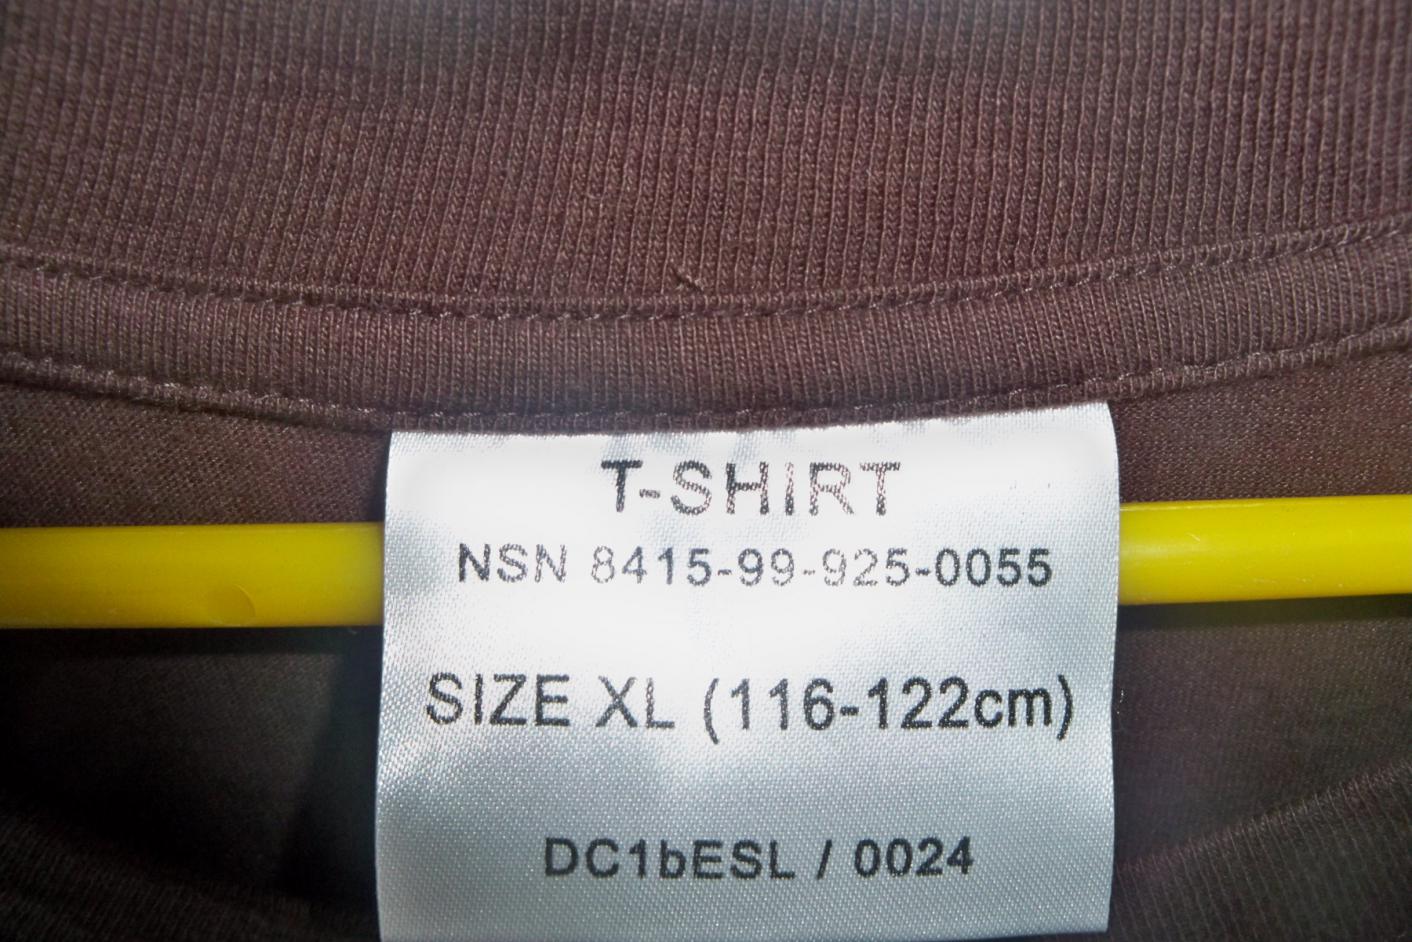 T-SHIRT
NSN 8415-99-925-0055
SIZE XL (116-122cm)
DC1bESL / 0024